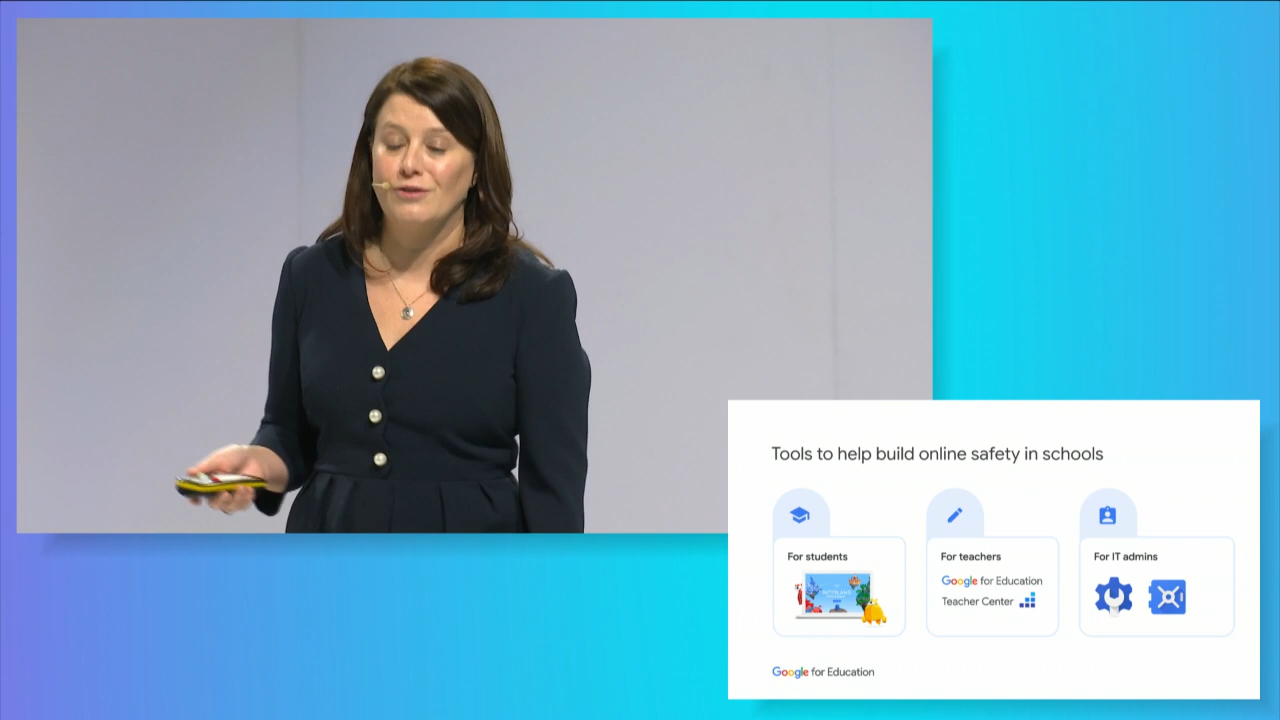 Tools to help build online safety in schools
For students
For teachers
Google for Education
Teacher Center
For IT admins
Google for Education